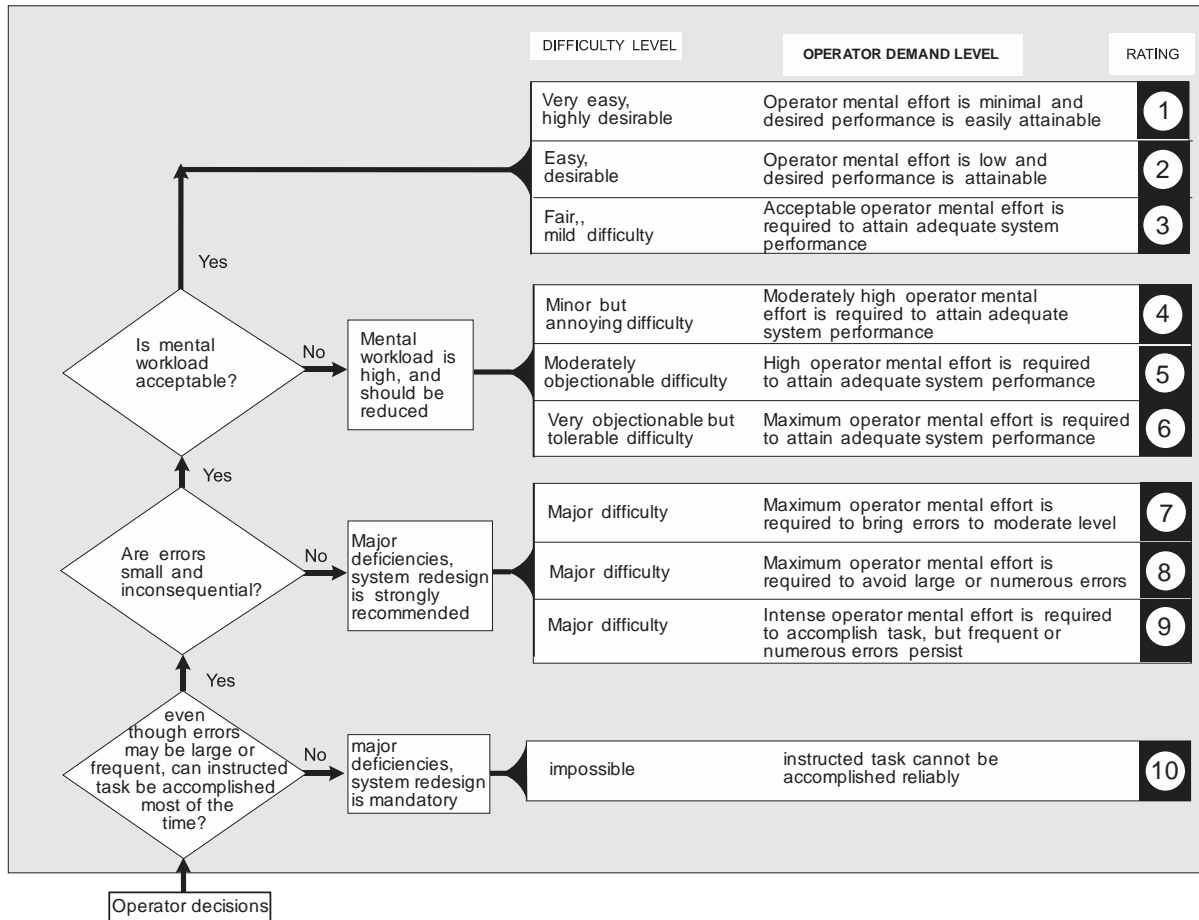 DIFFICULTY LEVEL
OPERATOR DEMAND LEVEL
RATING
Very easy,
highly desirable
Operator mental effort is minimal and
desired performance is easily attainable
1
Easy,
desirable
Operator mental effort is low and
desired performance is attainable
2
Fair,,
mild difficulty
Acceptable operator mental effort is
required to attain adequate system
performance
3
Yes
Is mental
workload
acceptable?
No
Mental
workload is
high, and
should be
reduced
Minor but
annoying difficulty
Moderately high operator mental
effort is required to attain adequate
system performance
4
Moderately
objectionable difficulty
High operator mental effort is required
to attain adequate system performance
5
Very objectionable but
tolerable difficulty
Maximum operator mental effort is required
to attain adequate system performance
6
Yes
Are errors
small and
inconsequential?
No
Major
deficiencies,
system redesign
is strongly
recommended
Major difficulty
Maximum operator mental effort is
required to bring errors to moderate level
7
Major difficulty
Maximum operator mental effort is
required to avoid large or numerous errors
8
Major difficulty
Intense operator mental effort is required
to accomplish task, but frequent or
numerous errors persist
9
Yes
even
though errors
may be large or
frequent, can instructed
task be accomplished
most of the
time?
No
major
deficiencies,
system redesign
is mandatory
impossible
instructed task cannot be
accomplished reliably
10
Operator decisions